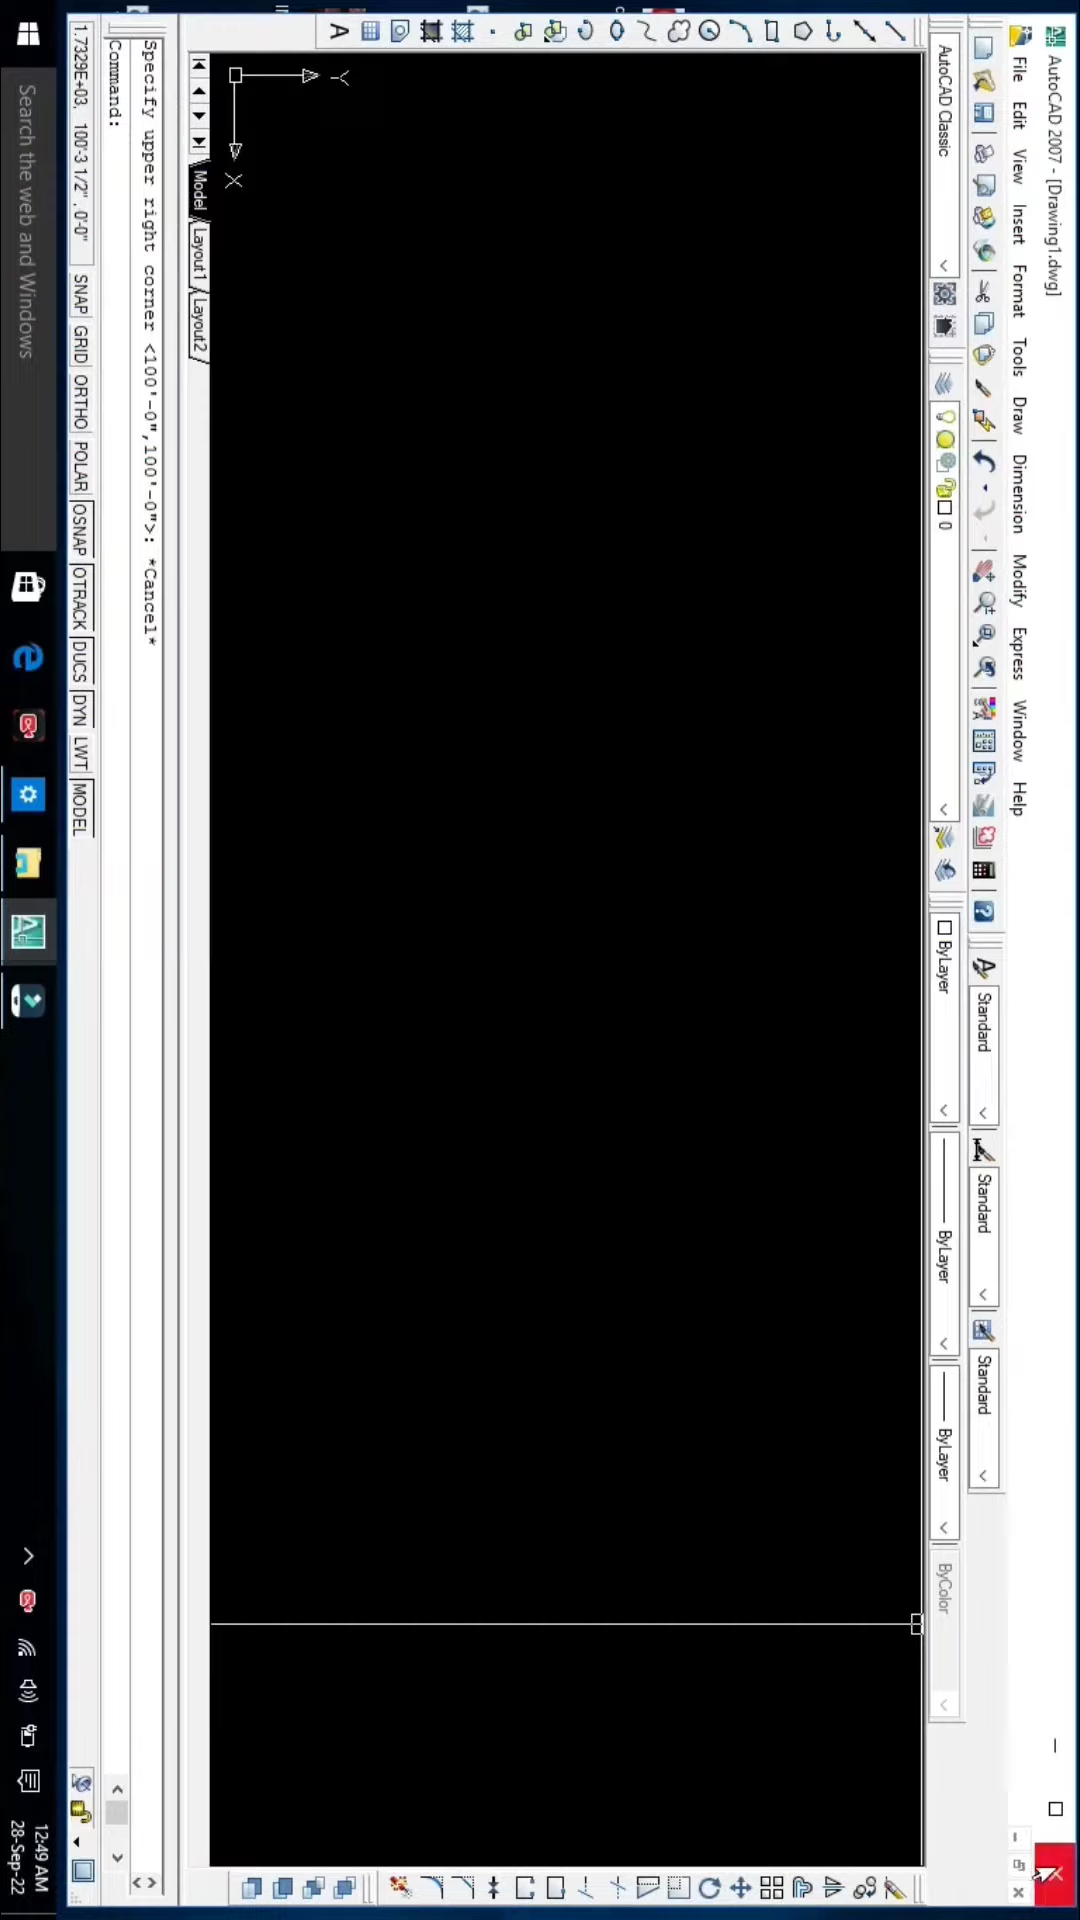 AutoCAD 2007 - [Drawing1.dwg]
File Edit View Insert Format Tools Draw Dimension Modify Express Window Help
Standard Standard Standard
AutoCAD Classic 0 ByLayer ByLayer ByLayer ByColor
Y
X
Model Layout1 Layout2
Specify upper right corner <100'-0",100'-0">: *Cancel*
Command:
1.7329E+03, 100'-3 1/2" , 0'-0" SNAP GRID ORTHO POLAR OSNAP OTRACK DUCS DYN LWT MODEL
Search the web and Windows
12:49 AM
28-Sep-22